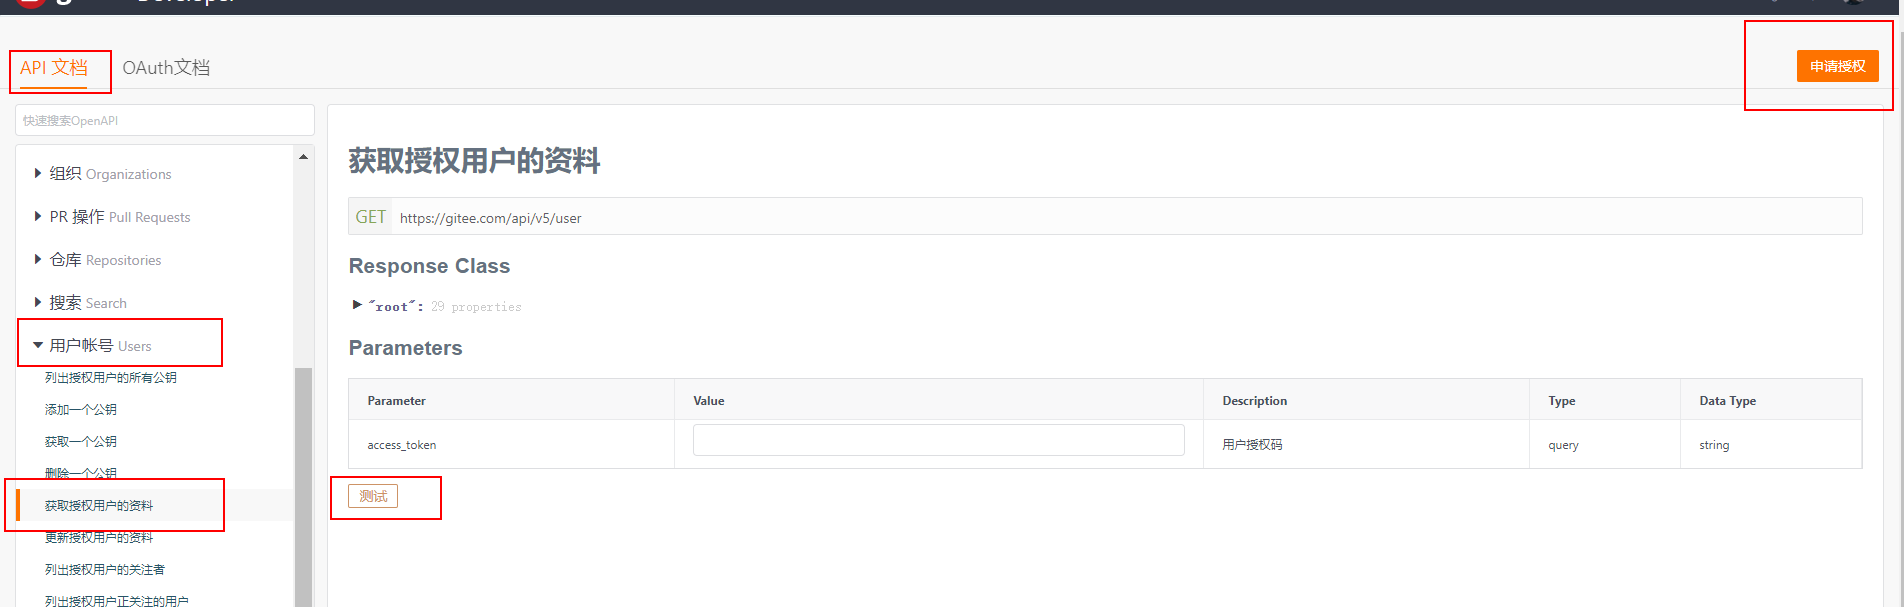 API 文档
OAuth文档
申请授权
快速搜索OpenAPI
组织 Organizations
PR 操作 Pull Requests
仓库 Repositories
搜索 Search
用户帐号 Users
列出授权用户的所有公钥
添加一个公钥
获取一个公钥
删除一个公钥
获取授权用户的资料
更新授权用户的资料
列出授权用户的关注者
列出授权用户正关注的用户
获取授权用户的资料
GET https://gitee.com/api/v5/user
Response Class
"root": 29 properties
Parameters
Parameter Value Description Type Data Type
access_token 用户授权码 query string
测试